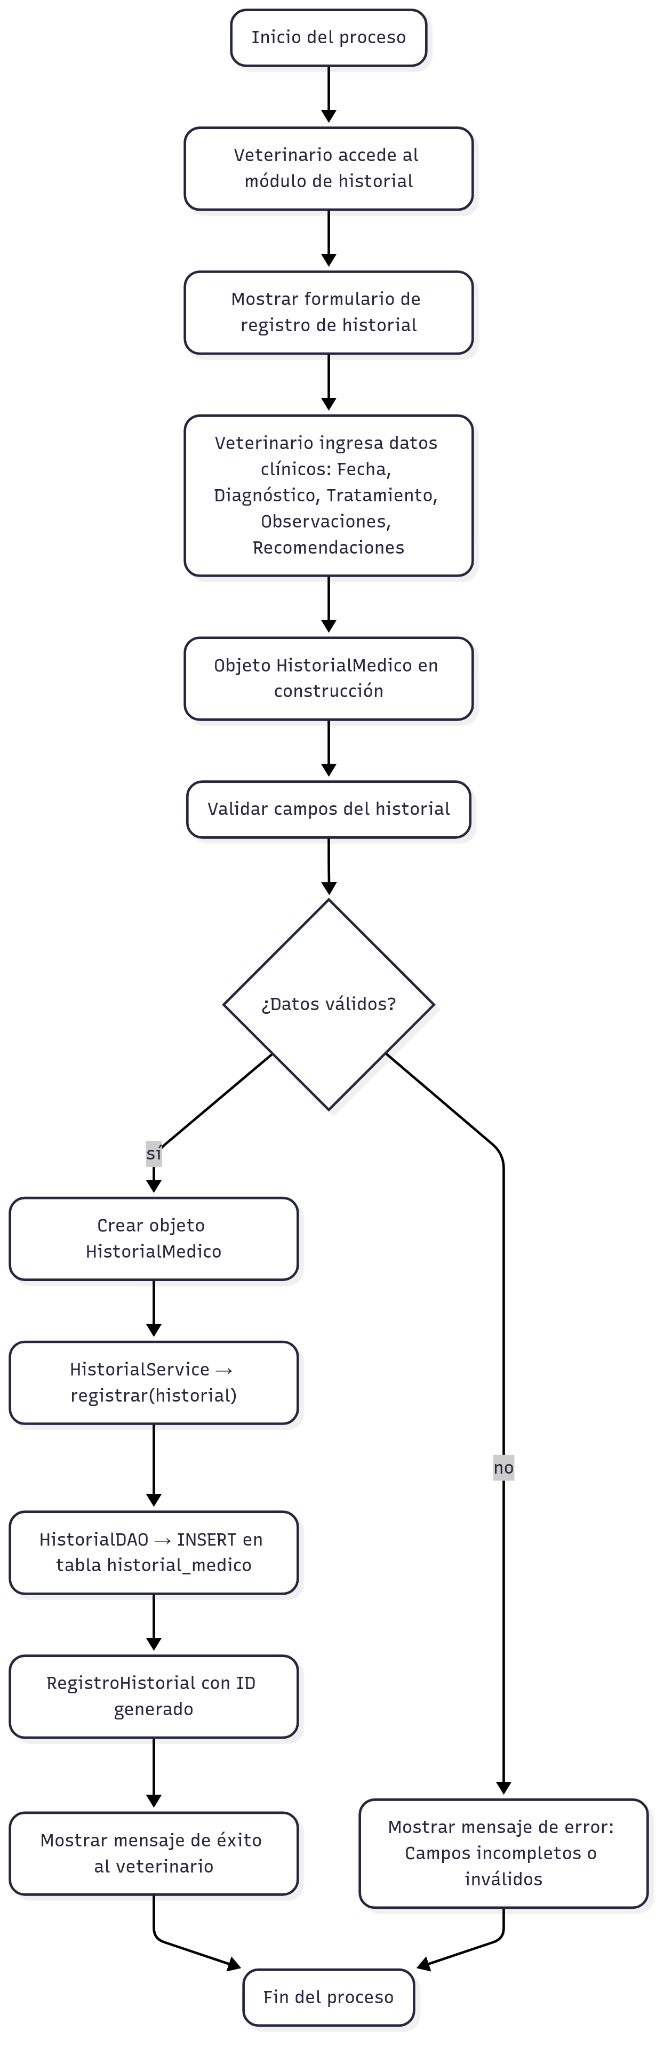 Inicio del proceso
Veterinario accede al
módulo de historial
Mostrar formulario de
registro de historial
Veterinario ingresa datos
clínicos: Fecha,
Diagnóstico, Tratamiento,
Observaciones,
Recomendaciones
Objeto HistorialMedico en
construcción
Validar campos del historial
¿Datos válidos?
sí
Crear objeto
HistorialMedico
HistorialService →
registrar(historial)
no
HistorialDAO → INSERT en
tabla historial_medico
RegistroHistorial con ID
generado
Mostrar mensaje de éxito
al veterinario
Mostrar mensaje de error:
Campos incompletos o
inválidos
Fin del proceso